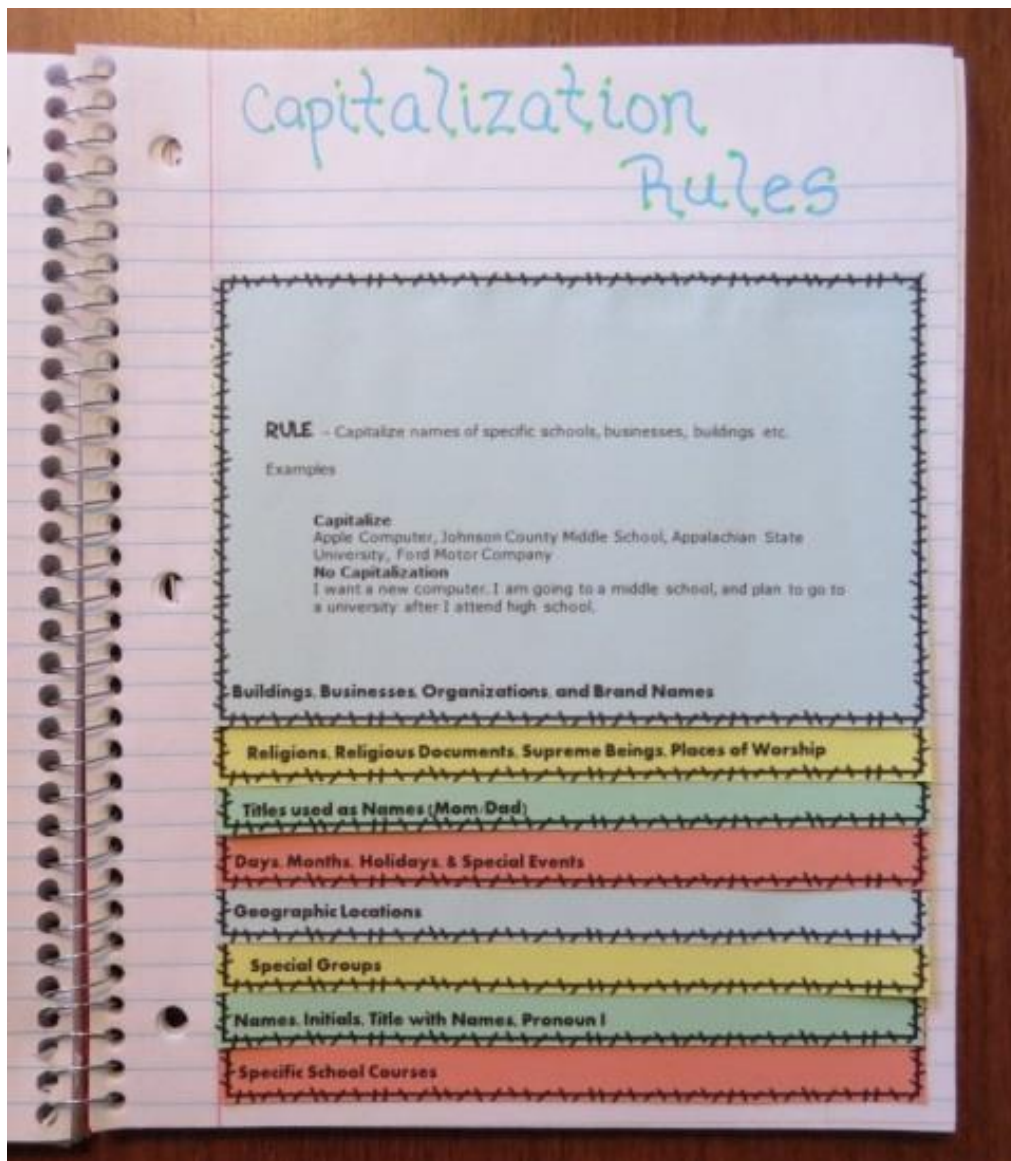 Capitalization
Rules
RULE - Capitalize names of specific schools, businesses, buildings etc.
Examples
Capitalize
Apple Computer, Johnson County Middle School, Appalachian State
University, Ford Motor Company
No Capitalization
I want a new computer. I am going to a middle school, and plan to go to
a university after I attend high school.
Buildings, Businesses, Organizations, and Brand Names
Religions, Religious Documents, Supreme Beings, Places of Worship
Titles used as Names (Mom/Dad)
Days, Months, Holidays, & Special Events
Geographic Locations
Special Groups
Names, Initials, Title with Names, Pronoun I
Specific School Courses